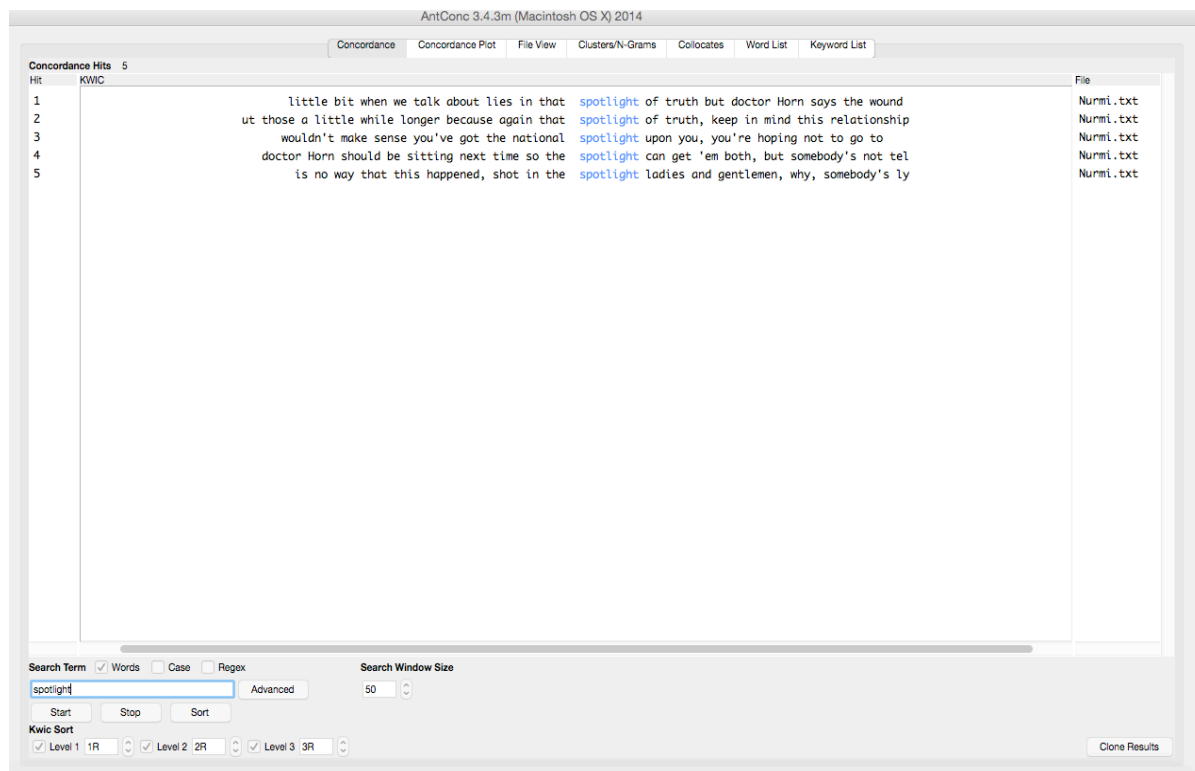 AntConc 3.4.3m (Macintosh OS X) 2014
Concordance Concordance Plot File View Clusters/N-Grams Collocates Word List Keyword List
Concordance Hits 5
Hit KWIC File
1 little bit when we talk about lies in that spotlight of truth but doctor Horn says the wound Nurmi.txt
2 ut those a little while longer because again that spotlight of truth, keep in mind this relationship Nurmi.txt
3 wouldn't make sense you've got the national spotlight upon you, you're hoping not to go to Nurmi.txt
4 doctor Horn should be sitting next time so the spotlight can get 'em both, but somebody's not tel Nurmi.txt
5 is no way that this happened, shot in the spotlight ladies and gentlemen, why, somebody's ly Nurmi.txt
Search Term Words Case Regex Search Window Size
spotlight Advanced 50
Start Stop Sort
Kwic Sort
Level 1 1R Level 2 2R Level 3 3R Clone Results